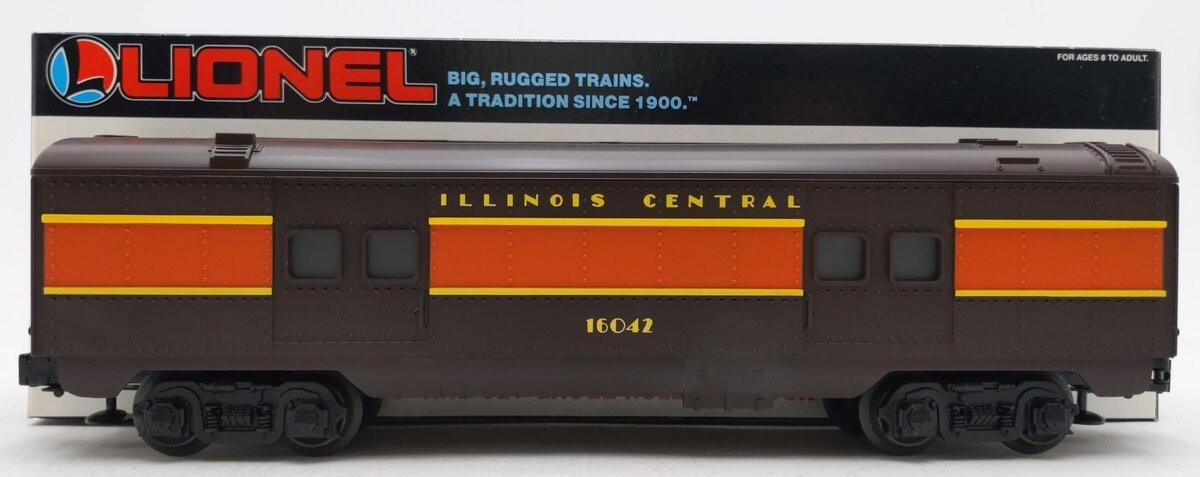 LIONEL
BIG, RUGGED TRAINS.
A TRADITION SINCE 1900.™
FOR AGES 8 TO ADULT.
ILLINOIS CENTRAL
16042